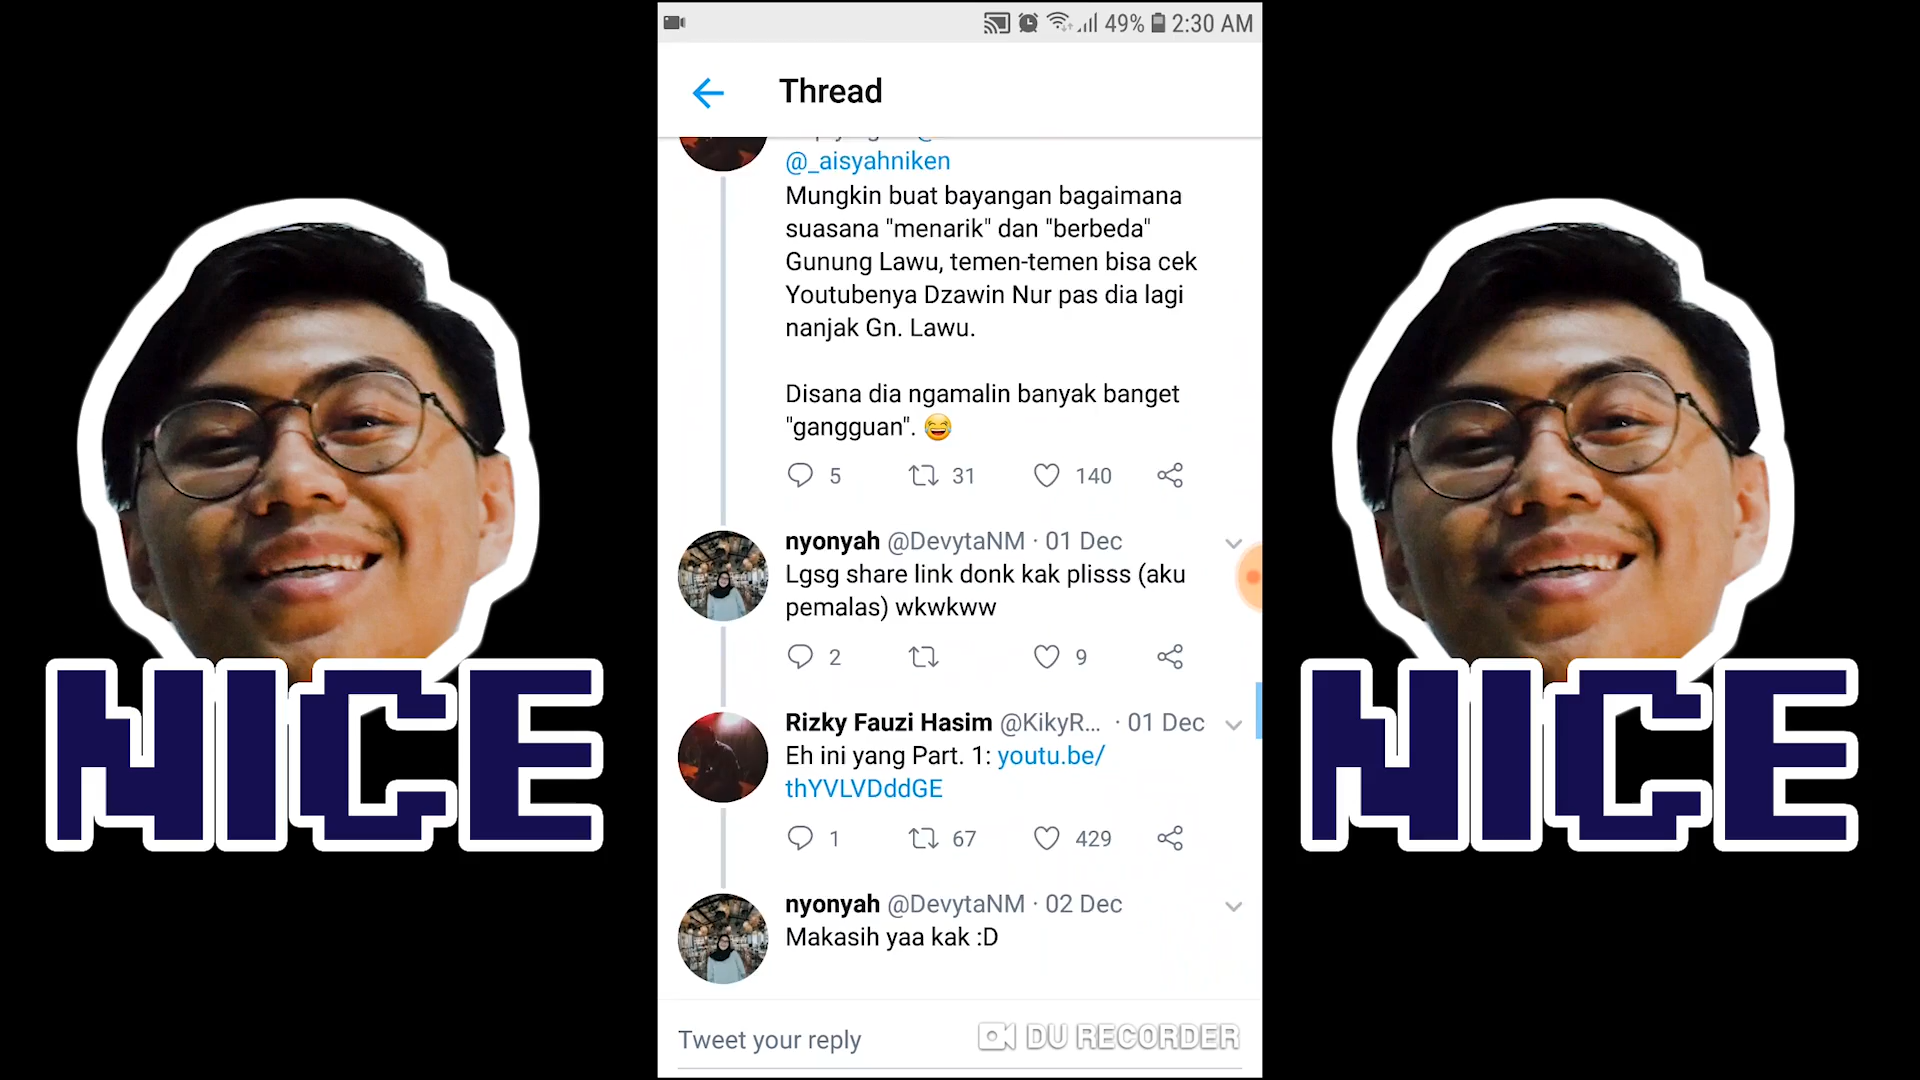 49% 2:30 AM
Thread
@_aisyahniken
Mungkin buat bayangan bagaimana
suasana "menarik" dan "berbeda"
Gunung Lawu, temen-temen bisa cek
Youtubenya Dzawin Nur pas dia lagi
nanjak Gn. Lawu.
Disana dia ngamalin banyak banget
"gangguan". 😂
5 31 140
nyonyah @DevytaNM · 01 Dec
Lgsg share link donk kak plisss (aku
pemalas) wkwkww
2 9
Rizky Fauzi Hasim @KikyR... · 01 Dec
Eh ini yang Part. 1: youtu.be/
thYVLVDddGE
1 67 429
nyonyah @DevytaNM · 02 Dec
Makasih yaa kak :D
Tweet your reply
DU RECORDER
NICE
NICE